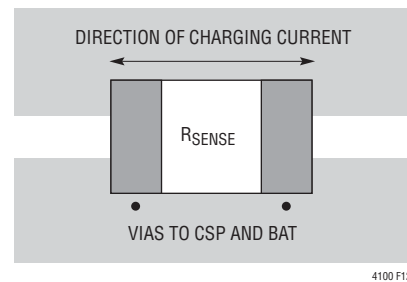 DIRECTION OF CHARGING CURRENT
RSENSE
VIAS TO CSP AND BAT